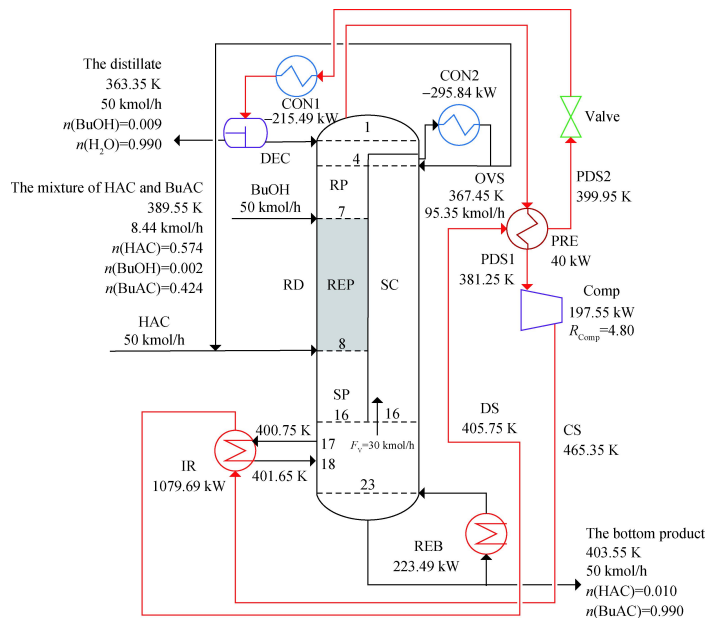 The distillate
363.35 K
50 kmol/h
n(BuOH)=0.009
n(H2O)=0.990
CON1
−215.49 kW
DEC
CON2
−295.84 kW
1
4
OVS
367.45 K
95.35 kmol/h
Valve
PDS2
399.95 K
The mixture of HAC and BuAC
389.55 K
8.44 kmol/h
n(HAC)=0.574
n(BuOH)=0.002
n(BuAC)=0.424
BuOH
50 kmol/h
RP
7
PRE
40 kW
PDS1
381.25 K
RD
REP
SC
Comp
197.55 kW
RComp=4.80
HAC
50 kmol/h
8
SP
16
16
DS
405.75 K
CS
465.35 K
400.75 K
17
FV=30 kmol/h
18
401.65 K
IR
1079.69 kW
23
REB
223.49 kW
The bottom product
403.55 K
50 kmol/h
n(HAC)=0.010
n(BuAC)=0.990